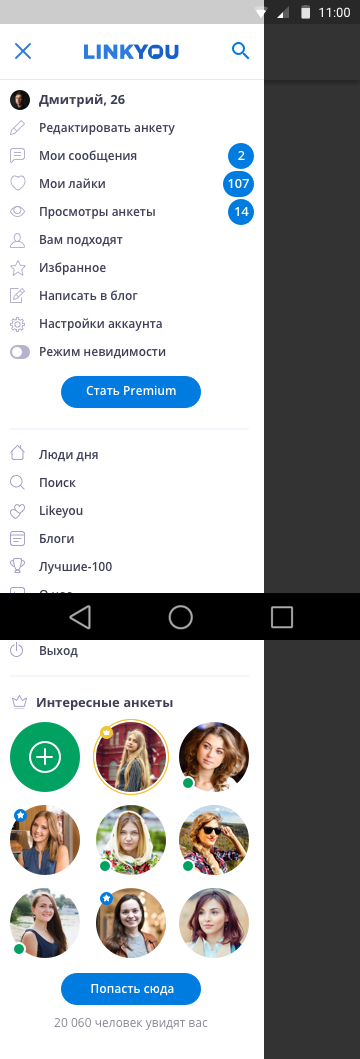 11:00
LINKYOU
Дмитрий, 26
Редактировать анкету
Мои сообщения 2
Мои лайки 107
Просмотры анкеты 14
Вам подходят
Избранное
Написать в блог
Настройки аккаунта
Режим невидимости
Стать Premium
Люди дня
Поиск
Likeyou
Блоги
Лучшие-100
Выход
Интересные анкеты
Попасть сюда
20 060 человек увидят вас